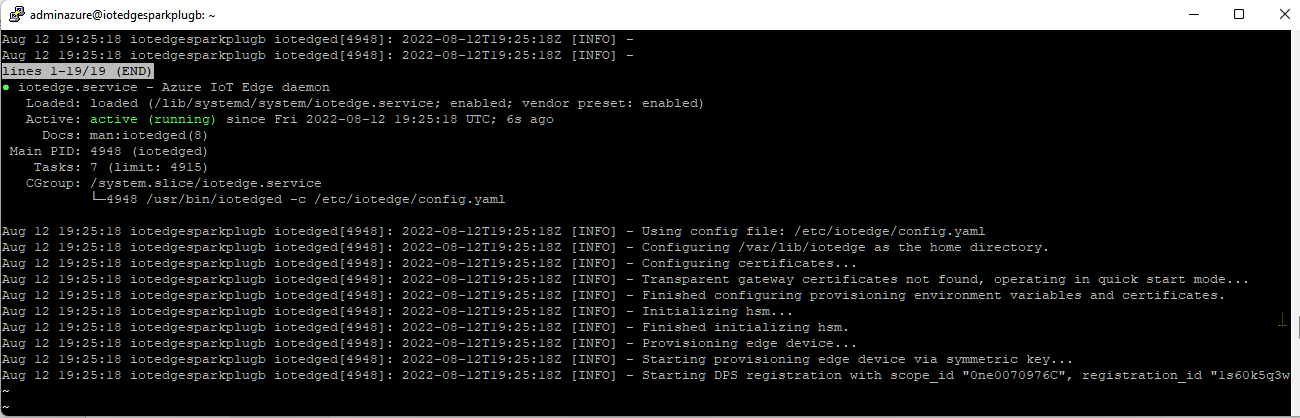 adminazure@iotedgesparkplugb: ~
Aug 12 19:25:18 iotedgesparkplugb iotedged[4948]: 2022-08-12T19:25:18Z [INFO] -
Aug 12 19:25:18 iotedgesparkplugb iotedged[4948]: 2022-08-12T19:25:18Z [INFO] -
lines 1-19/19 (END)
● iotedge.service - Azure IoT Edge daemon
Loaded: loaded (/lib/systemd/system/iotedge.service; enabled; vendor preset: enabled)
Active: active (running) since Fri 2022-08-12 19:25:18 UTC; 6s ago
Docs: man:iotedged(8)
Main PID: 4948 (iotedged)
Tasks: 7 (limit: 4915)
CGroup: /system.slice/iotedge.service
└─4948 /usr/bin/iotedged -c /etc/iotedge/config.yaml
Aug 12 19:25:18 iotedgesparkplugb iotedged[4948]: 2022-08-12T19:25:18Z [INFO] - Using config file: /etc/iotedge/config.yaml
Aug 12 19:25:18 iotedgesparkplugb iotedged[4948]: 2022-08-12T19:25:18Z [INFO] - Configuring /var/lib/iotedge as the home directory.
Aug 12 19:25:18 iotedgesparkplugb iotedged[4948]: 2022-08-12T19:25:18Z [INFO] - Configuring certificates...
Aug 12 19:25:18 iotedgesparkplugb iotedged[4948]: 2022-08-12T19:25:18Z [INFO] - Transparent gateway certificates not found, operating in quick start mode...
Aug 12 19:25:18 iotedgesparkplugb iotedged[4948]: 2022-08-12T19:25:18Z [INFO] - Finished configuring provisioning environment variables and certificates.
Aug 12 19:25:18 iotedgesparkplugb iotedged[4948]: 2022-08-12T19:25:18Z [INFO] - Initializing hsm...
Aug 12 19:25:18 iotedgesparkplugb iotedged[4948]: 2022-08-12T19:25:18Z [INFO] - Finished initializing hsm.
Aug 12 19:25:18 iotedgesparkplugb iotedged[4948]: 2022-08-12T19:25:18Z [INFO] - Provisioning edge device...
Aug 12 19:25:18 iotedgesparkplugb iotedged[4948]: 2022-08-12T19:25:18Z [INFO] - Starting provisioning edge device via symmetric key...
Aug 12 19:25:18 iotedgesparkplugb iotedged[4948]: 2022-08-12T19:25:18Z [INFO] - Starting DPS registration with scope_id "0ne0070976C", registration_id "1s60k5q3w
~
~